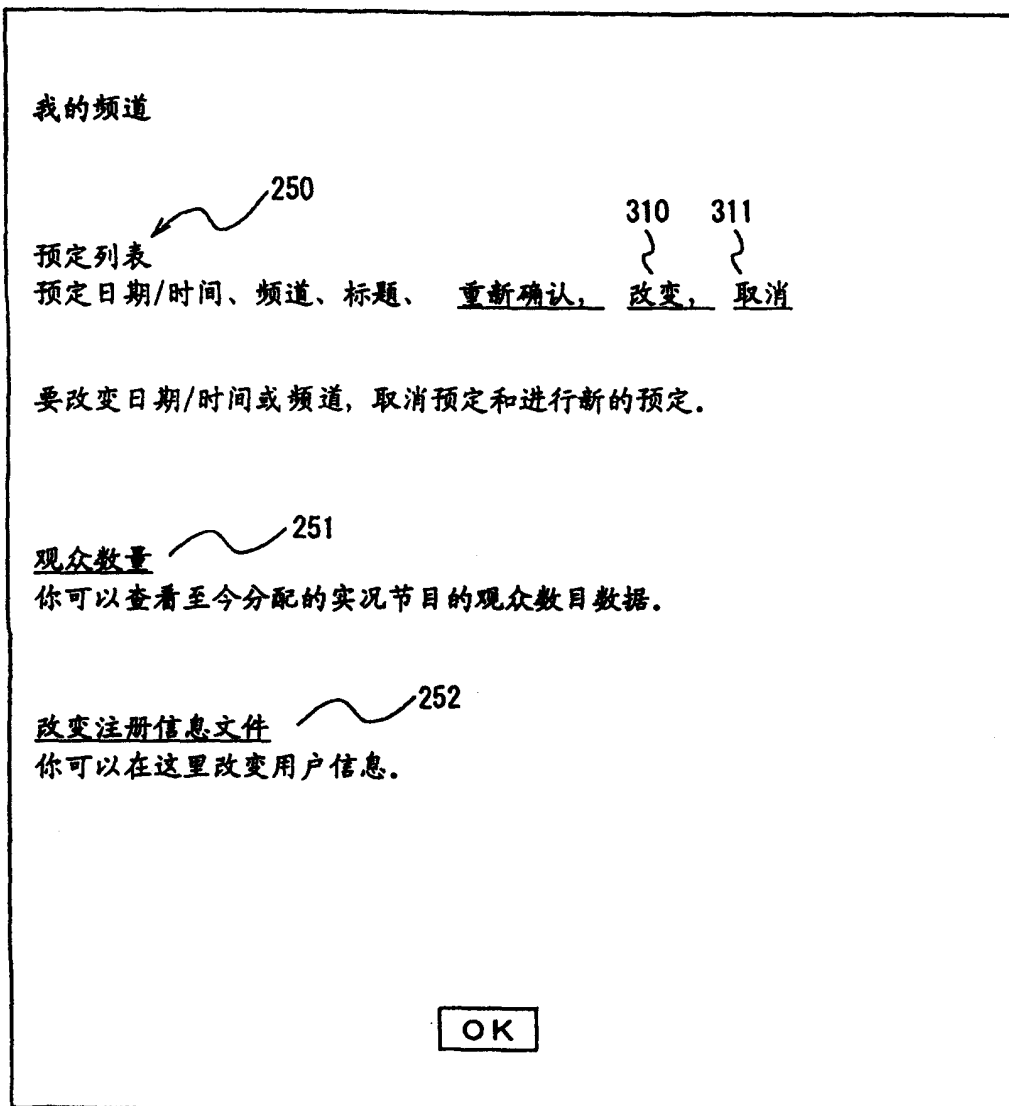 我的频道
250
310 311
预定列表
预定日期/时间、频道、标题、 重新确认， 改变， 取消
要改变日期/时间或频道, 取消预定和进行新的预定.
251
观众数量
你可以查看至今分配的实况节目的观众数目数据.
252
改变注册信息文件
你可以在这里改变用户信息.
OK